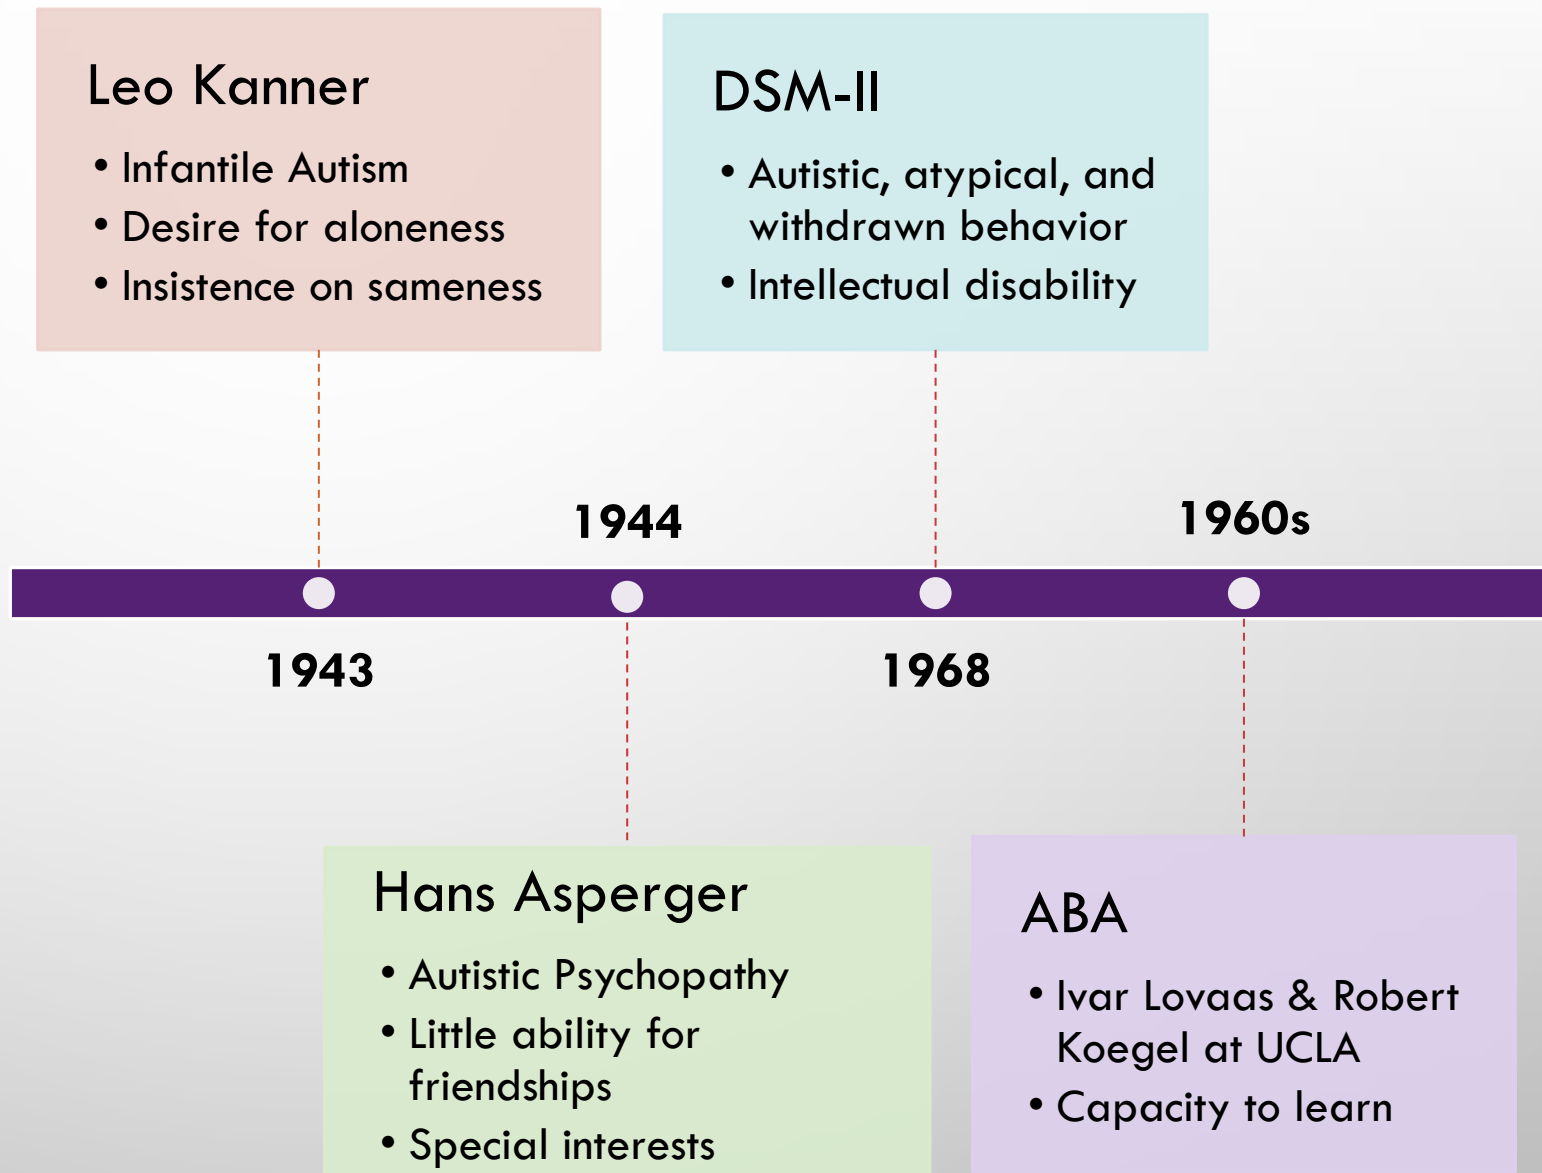 Leo Kanner
• Infantile Autism
• Desire for aloneness
• Insistence on sameness
DSM-II
• Autistic, atypical, and
withdrawn behavior
• Intellectual disability
1944
1960s
1943
1968
Hans Asperger
• Autistic Psychopathy
• Little ability for
friendships
• Special interests
ABA
• Ivar Lovaas & Robert
Koegel at UCLA
• Capacity to learn